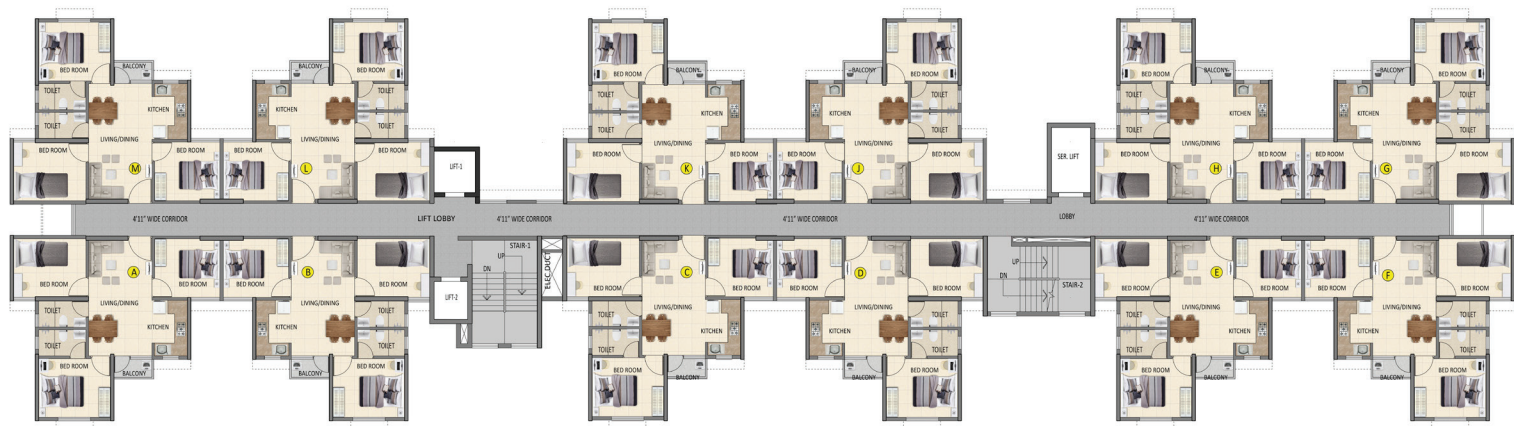 BED ROOM BED ROOM BED ROOM BED ROOM BED ROOM BED ROOM
BALCONY BALCONY BALCONY BALCONY BALCONY BALCONY
TOILET KITCHEN KITCHEN TOILET TOILET KITCHEN KITCHEN TOILET TOILET KITCHEN KITCHEN TOILET
TOILET TOILET TOILET TOILET TOILET TOILET
LIVING/DINING LIVING/DINING LIVING/DINING LIVING/DINING LIVING/DINING LIVING/DINING
BED ROOM BED ROOM BED ROOM BED ROOM BED ROOM BED ROOM BED ROOM BED ROOM BED ROOM BED ROOM BED ROOM BED ROOM
M L LIFT-1 K J SER. LIFT H G
4'11" WIDE CORRIDOR LIFT LOBBY 4'11" WIDE CORRIDOR 4'11" WIDE CORRIDOR LOBBY 4'11" WIDE CORRIDOR
STAIR-1
UP
DN
ELEC.DUCT
LIFT-2
UP
DN
STAIR-2
A B C D E F
BED ROOM BED ROOM BED ROOM BED ROOM BED ROOM BED ROOM BED ROOM BED ROOM BED ROOM BED ROOM BED ROOM BED ROOM
LIVING/DINING LIVING/DINING LIVING/DINING LIVING/DINING LIVING/DINING LIVING/DINING
TOILET TOILET TOILET TOILET TOILET TOILET
TOILET KITCHEN KITCHEN TOILET TOILET KITCHEN KITCHEN TOILET TOILET KITCHEN KITCHEN TOILET
BALCONY BALCONY BALCONY BALCONY BALCONY BALCONY
BED ROOM BED ROOM BED ROOM BED ROOM BED ROOM BED ROOM